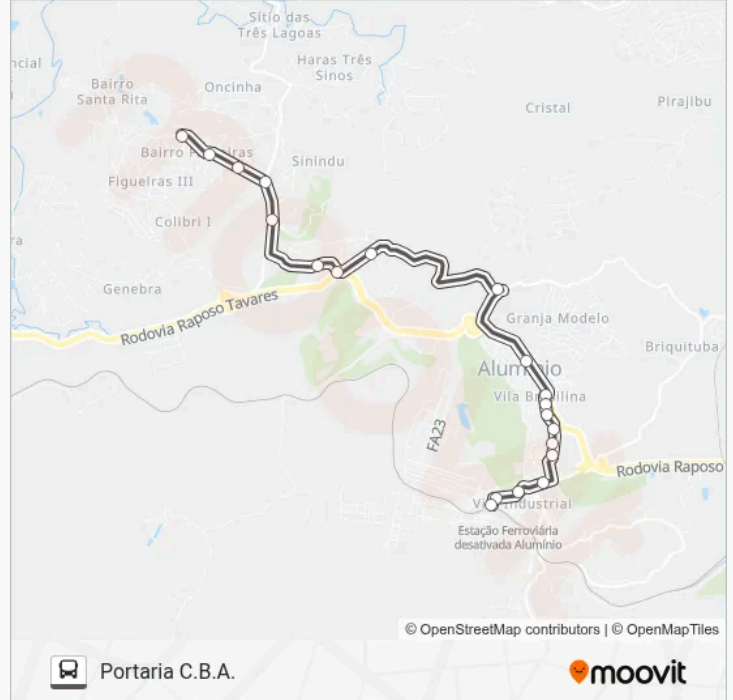 Sítio das
Três Lagoas
Haras Três
Sinos
ncial
Bairro
Santa Rita
Oncinha
Cristal
Pirajibu
Bairro
Sinindu
Figueiras III
Colibri I
ra
Genebra
Rodovia Raposo Tavares
Granja Modelo
Briquituba
Vila
FA23
Rodovia Raposo
Industrial
Estação Ferroviária
desativada Alumínio
© OpenStreetMap contributors | © OpenMapTiles
Portaria C.B.A.
moovit